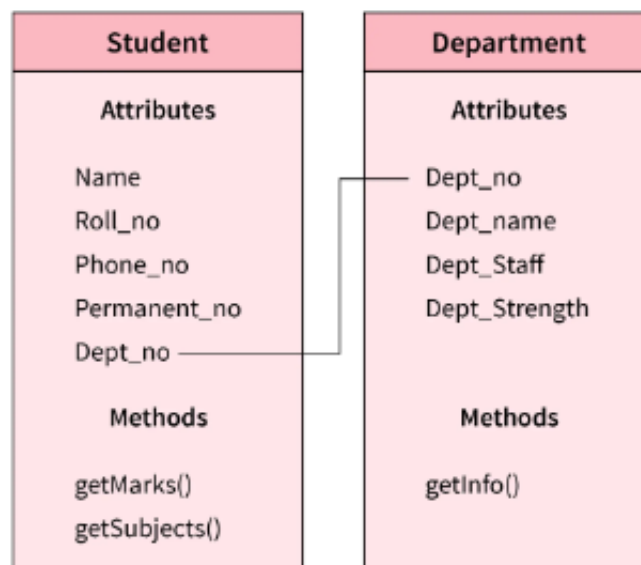 Student
Attributes
Name
Roll_no
Phone_no
Permanent_no
Dept_no
Methods
getMarks()
getSubjects()
Department
Attributes
Dept_no
Dept_name
Dept_Staff
Dept_Strength
Methods
getInfo()